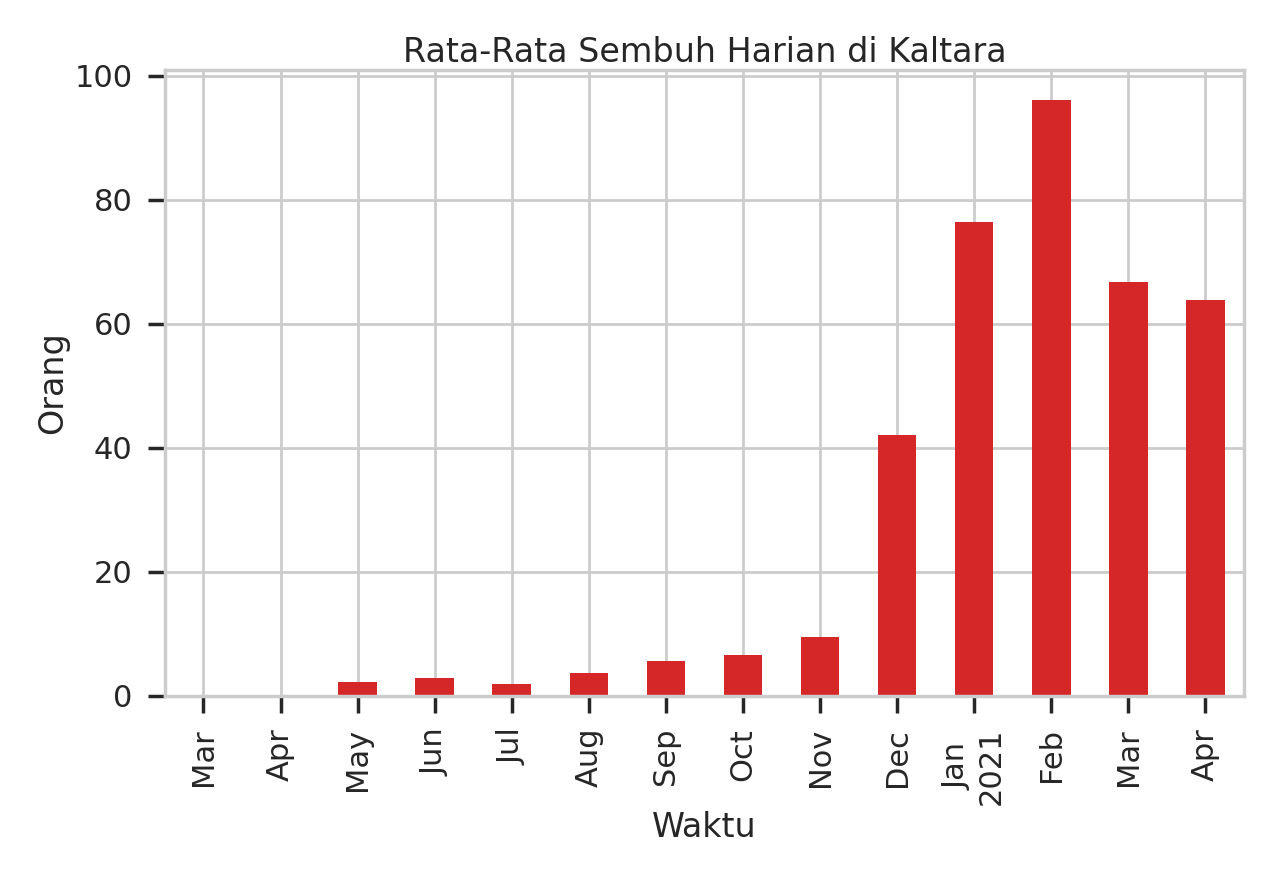 Rata-Rata Sembuh Harian di Kaltara
100
80
60
40
20
0
Orang
Mar
Apr
May
Jun
Jul
Aug
Sep
Oct
Nov
Dec
Jan
2021
Feb
Mar
Apr
Waktu